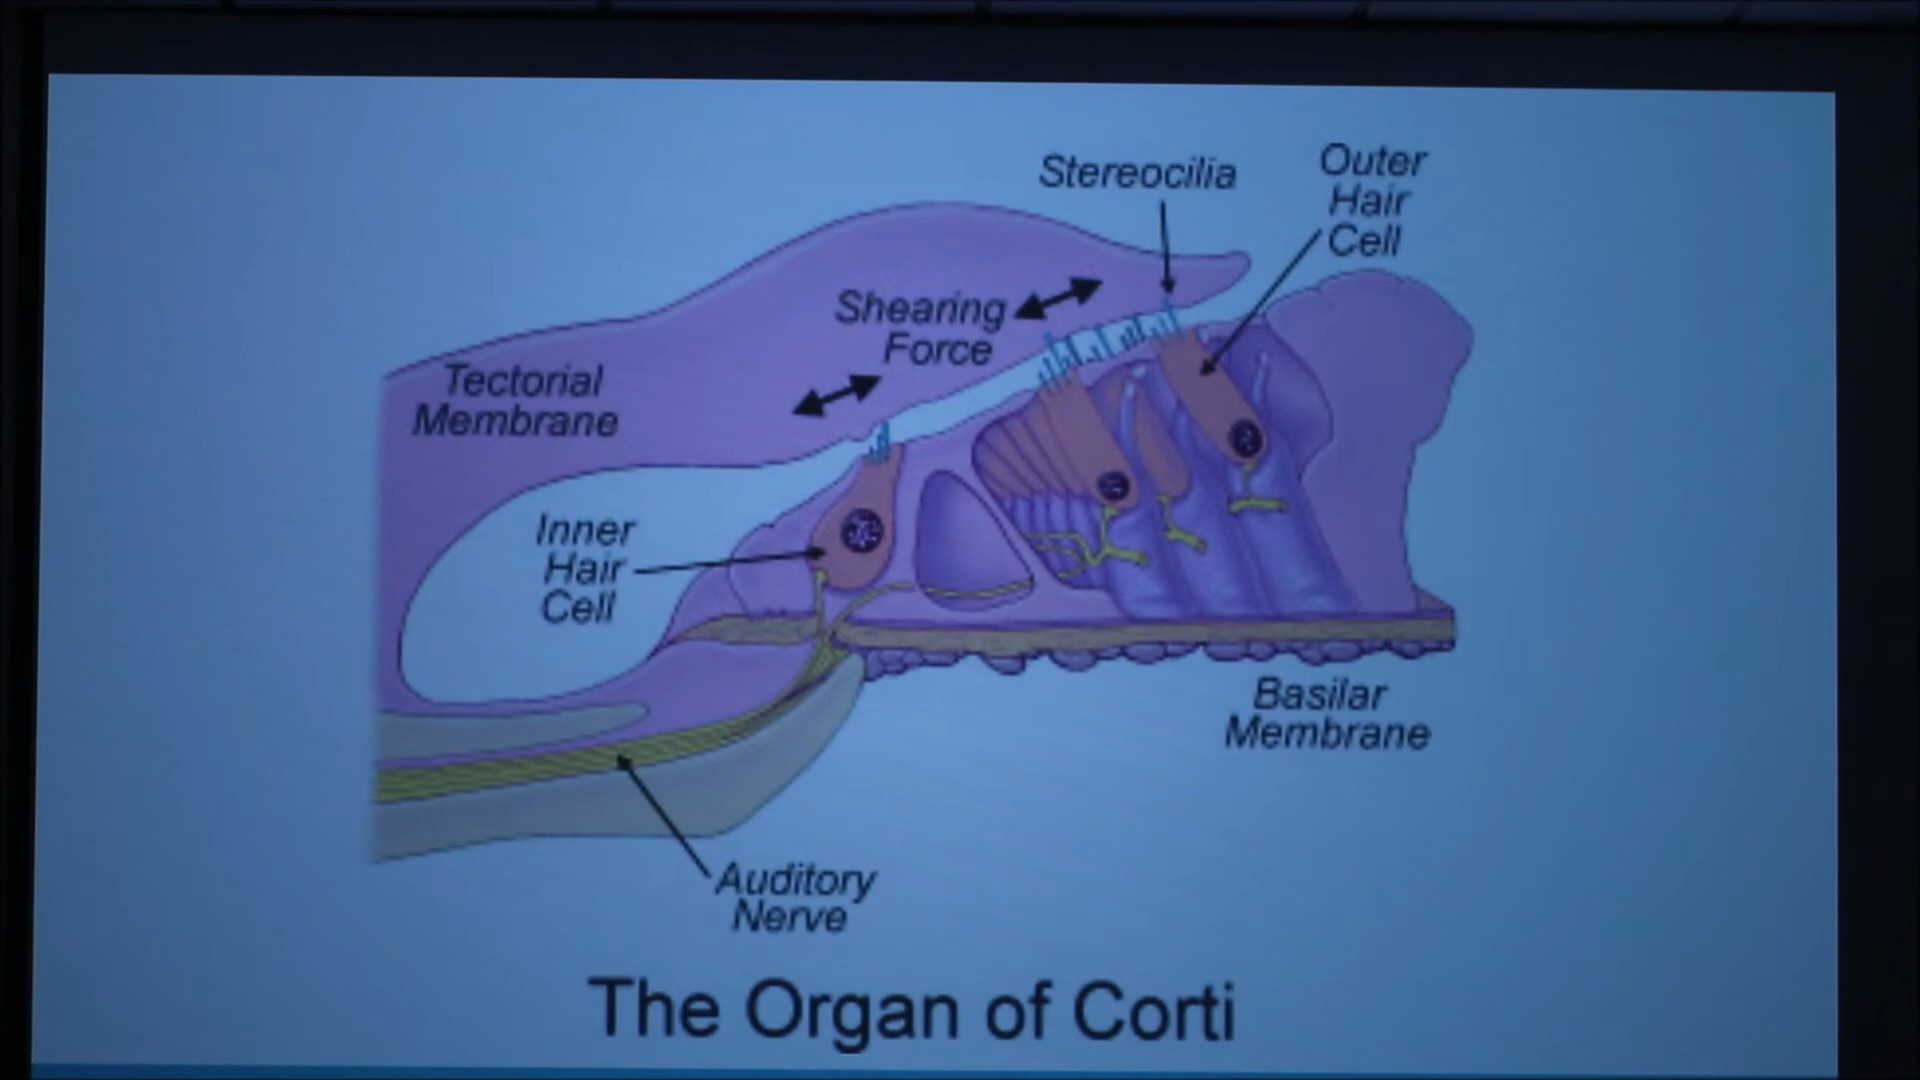 Stereocilia
Outer
Hair
Cell
Shearing
Force
Tectorial
Membrane
Inner
Hair
Cell
Basilar
Membrane
Auditory
Nerve
The Organ of Corti